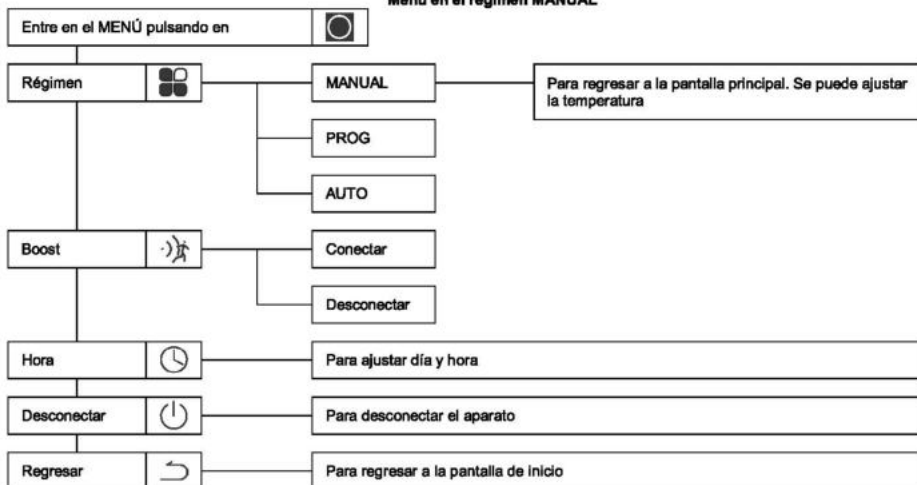 Menú en el régimen MANUAL
Entre en el MENÚ pulsando en
Régimen
MANUAL
Para regresar a la pantalla principal. Se puede ajustar
la temperatura
PROG
AUTO
Boost
Conectar
Desconectar
Hora
Para ajustar día y hora
Desconectar
Para desconectar el aparato
Regresar
Para regresar a la pantalla de inicio